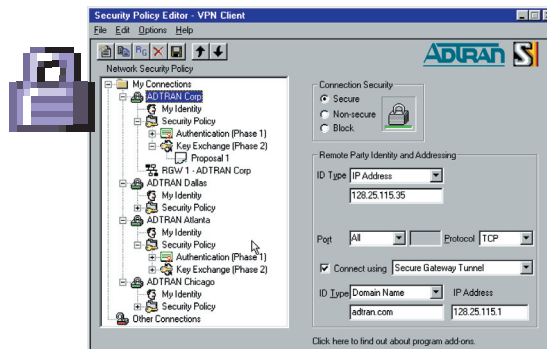 Security Policy Editor - VPN Client
File Edit Options Help
ADTRAN
Network Security Policy
My Connections
ADTRAN Corp
My Identity
Security Policy
Authentication (Phase 1)
Key Exchange (Phase 2)
Proposal 1
RGW 1 - ADTRAN Corp
ADTRAN Dallas
My Identity
Security Policy
ADTRAN Atlanta
My Identity
Security Policy
Authentication (Phase 1)
Key Exchange (Phase 2)
ADTRAN Chicago
My Identity
Security Policy
Other Connections
Connection Security
Secure
Non-secure
Block
Remote Party Identity and Addressing
ID Type IP Address
128.25.115.35
Port All Protocol TCP
Connect using Secure Gateway Tunnel
ID Type Domain Name IP Address
adtran.com 128.25.115.1
Click here to find out about program add-ons.